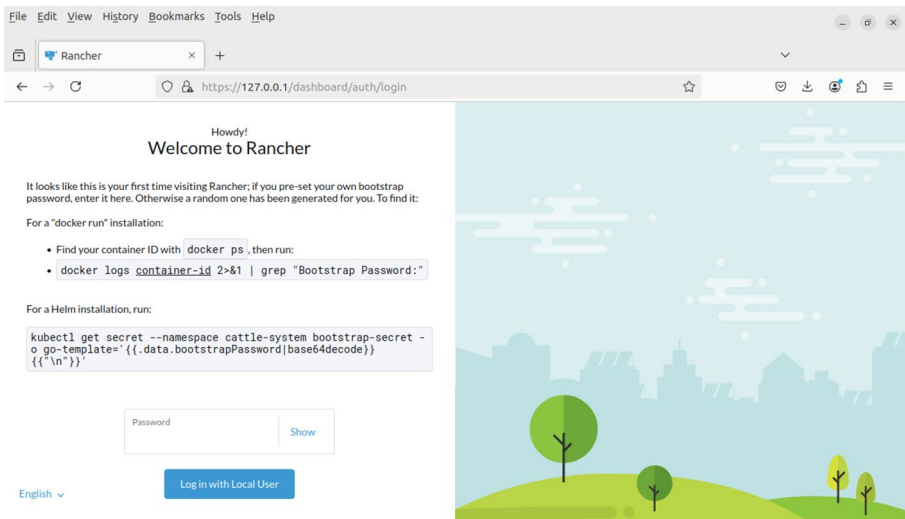 File Edit View History Bookmarks Tools Help
Rancher
https://127.0.0.1/dashboard/auth/login
Howdy!
Welcome to Rancher
It looks like this is your first time visiting Rancher; if you pre-set your own bootstrap
password, enter it here. Otherwise a random one has been generated for you. To find it:
For a "docker run" installation:
• Find your container ID with docker ps , then run:
• docker logs container-id 2>&1 | grep "Bootstrap Password:"
For a Helm installation, run:
kubectl get secret --namespace cattle-system bootstrap-secret -
o go-template='{{.data.bootstrapPassword|base64decode}}
{{"\n"}}'
Password
Show
Log in with Local User
English